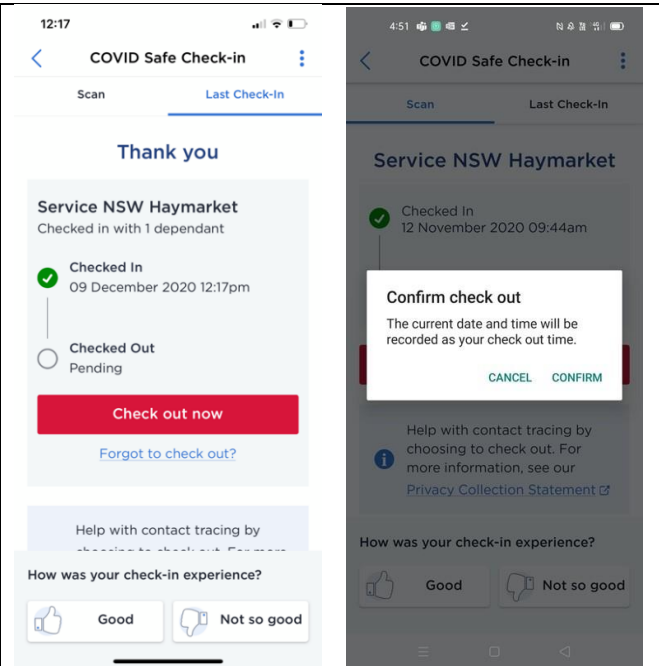 12:17
COVID Safe Check-in
Scan
Last Check-In
Thank you
Service NSW Haymarket
Checked in with 1 dependant
Checked In
09 December 2020 12:17pm
Checked Out
Pending
Check out now
Forgot to check out?
Help with contact tracing by
choosing to check out. For more
How was your check-in experience?
Good
Not so good
4:51
COVID Safe Check-in
Scan
Last Check-In
Service NSW Haymarket
Checked In
12 November 2020 09:44am
Confirm check out
The current date and time will be
recorded as your check out time.
CANCEL CONFIRM
Help with contact tracing by
choosing to check out. For
more information, see our
Privacy Collection Statement
How was your check-in experience?
Good
Not so good